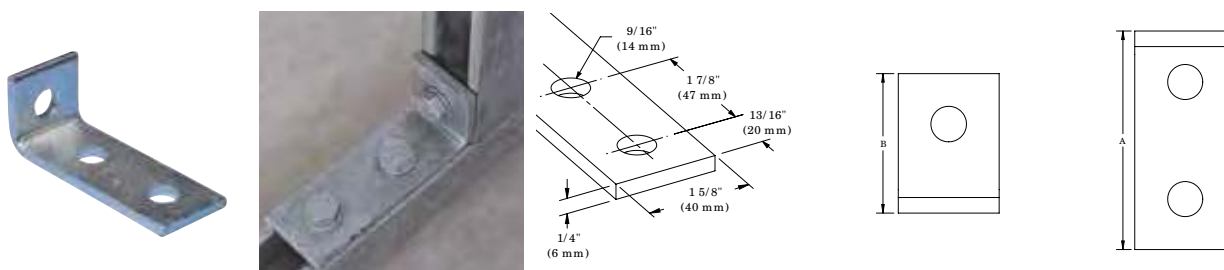 9/16"
(14 mm)
1 7/8"
(47 mm)
13/16"
(20 mm)
1 5/8"
(40 mm)
1/4"
(6 mm)
B
A